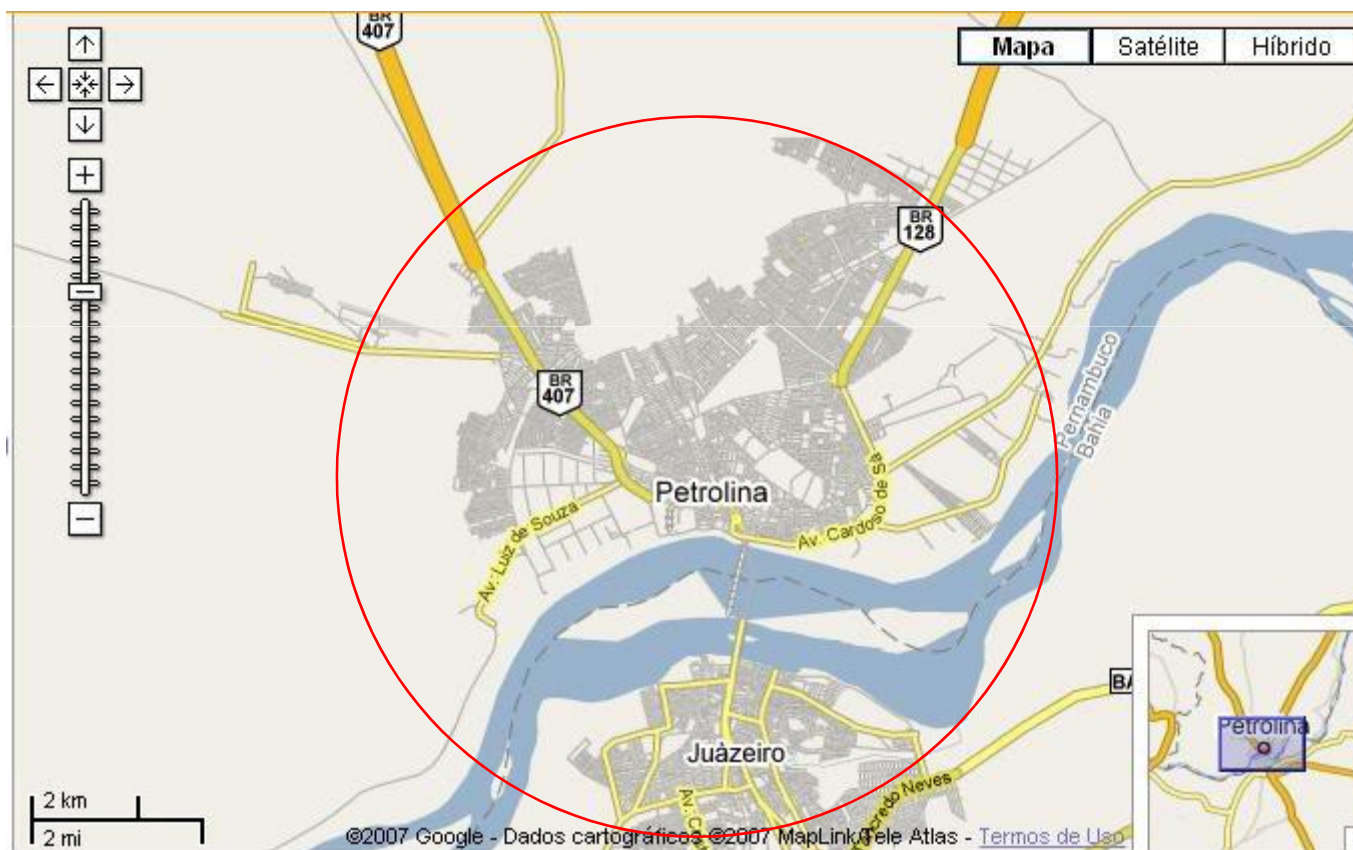 BR
407
Mapa
Satélite
Híbrido
BR
128
BR
407
Pernambuco
Bahia
Petrolina
Av. Cardoso de Sá
Av. Luiz de Souza
Petrolina
Juàzeiro
BA
Neves
Av. C
2 km
2 mi
©2007 Google - Dados cartográficos ©2007 MapLink/Tele Atlas - Termos de Uso